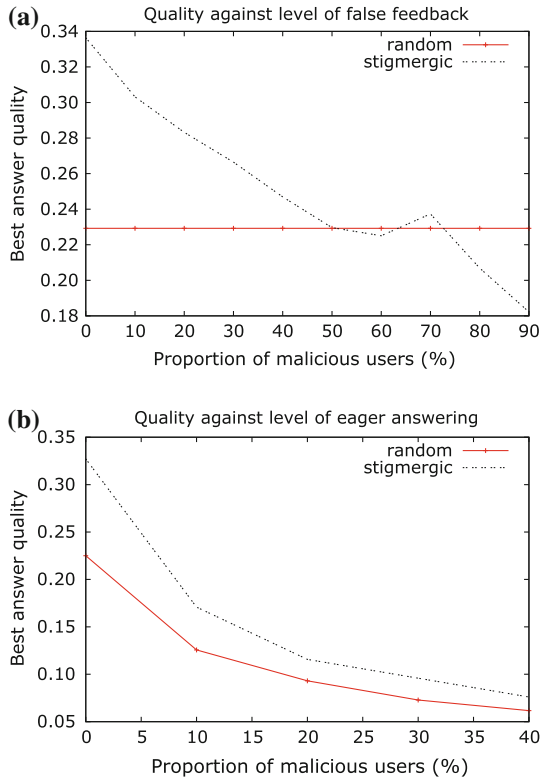 (a)
Quality against level of false feedback
random
stigmergic
Best answer quality
0.34
0.32
0.30
0.28
0.26
0.24
0.22
0.20
0.18
0 10 20 30 40 50 60 70 80 90
Proportion of malicious users (%)
(b)
Quality against level of eager answering
random
stigmergic
Best answer quality
0.35
0.30
0.25
0.20
0.15
0.10
0.05
0 5 10 15 20 25 30 35 40
Proportion of malicious users (%)